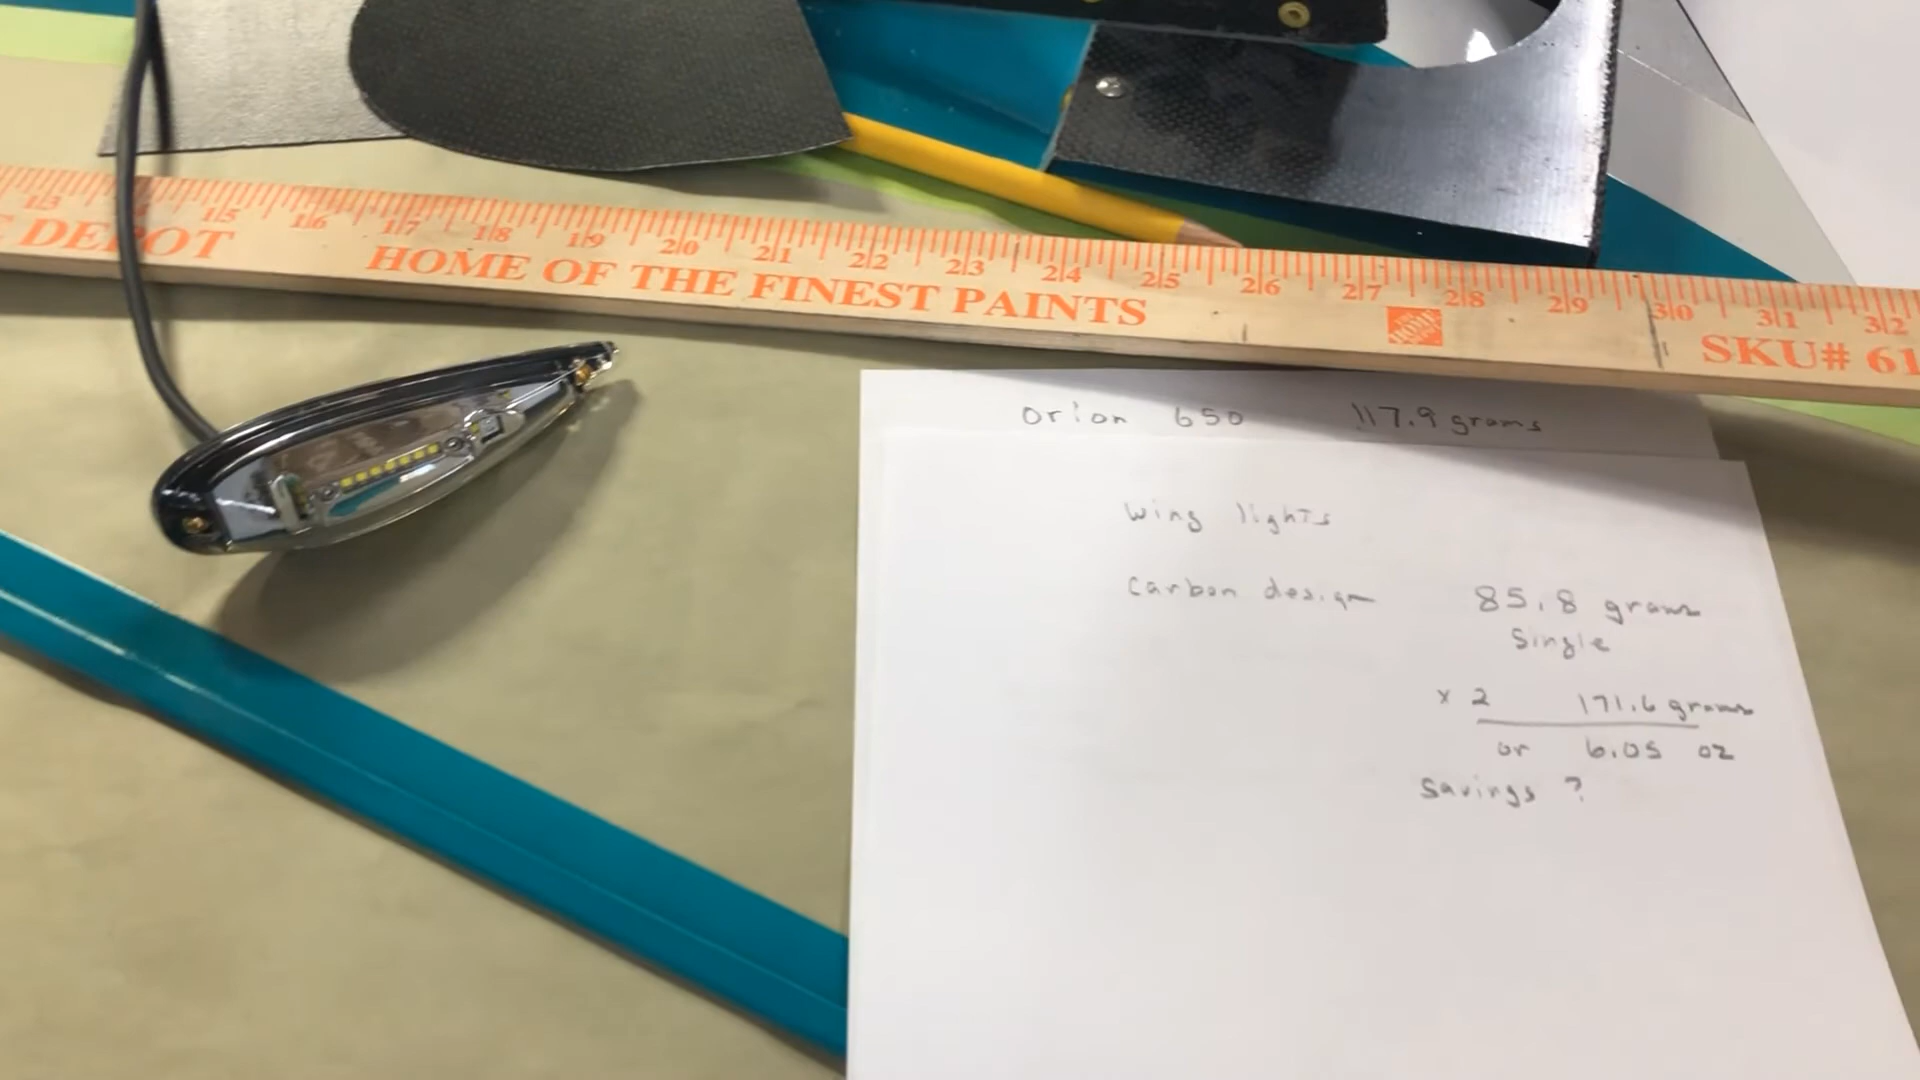 13 14 15 16 17 18 19 20 21 22 23 24 25 26 27 28 29 30 31 32
E DEPOT HOME OF THE FINEST PAINTS HOME SKU# 61
Orion 650 117.9 grams
Wing lights
Carbon design 85.8 grams
Single
x 2 171.6 grams
or 6.05 oz
Savings ?